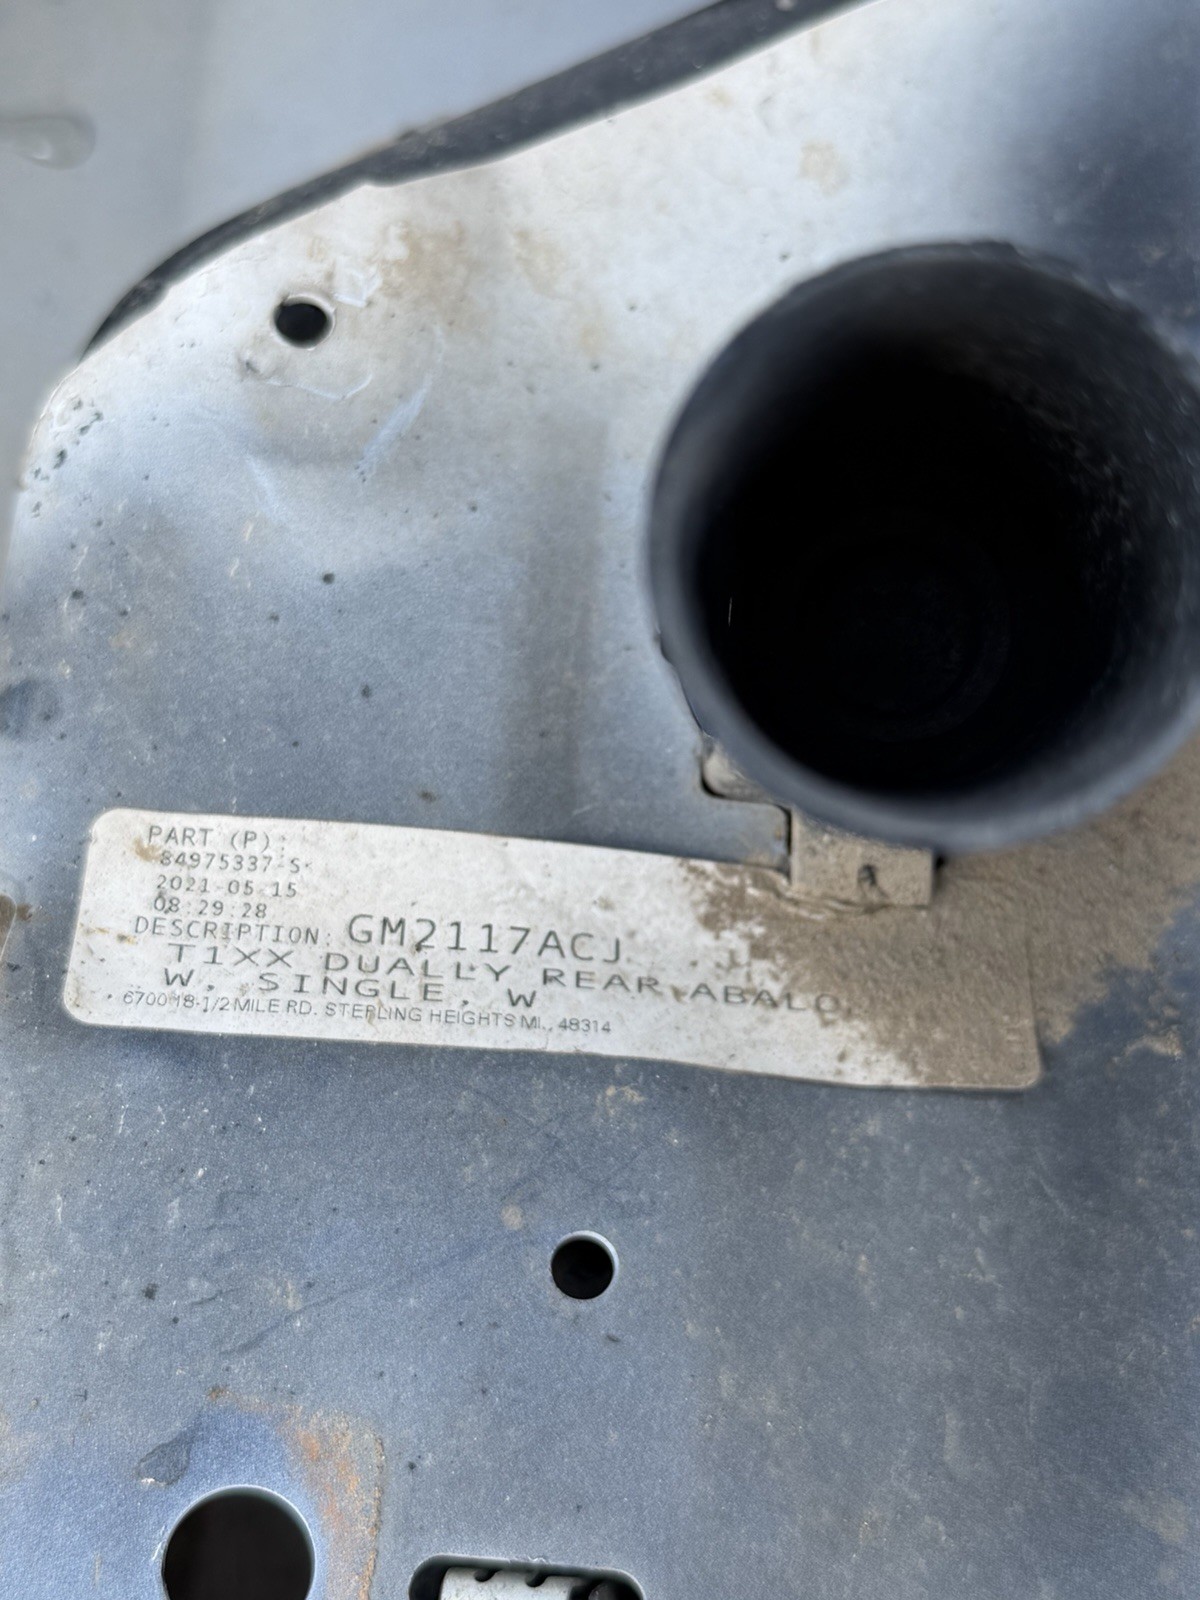 PART (P):
84975337-S
2021-05-15
08:29:28
DESCRIPTION: GM2117ACJ
T1XX DUALLY REAR ABALO
W, SINGLE, W
6700 18-1/2 MILE RD. STERLING HEIGHTS MI., 48314